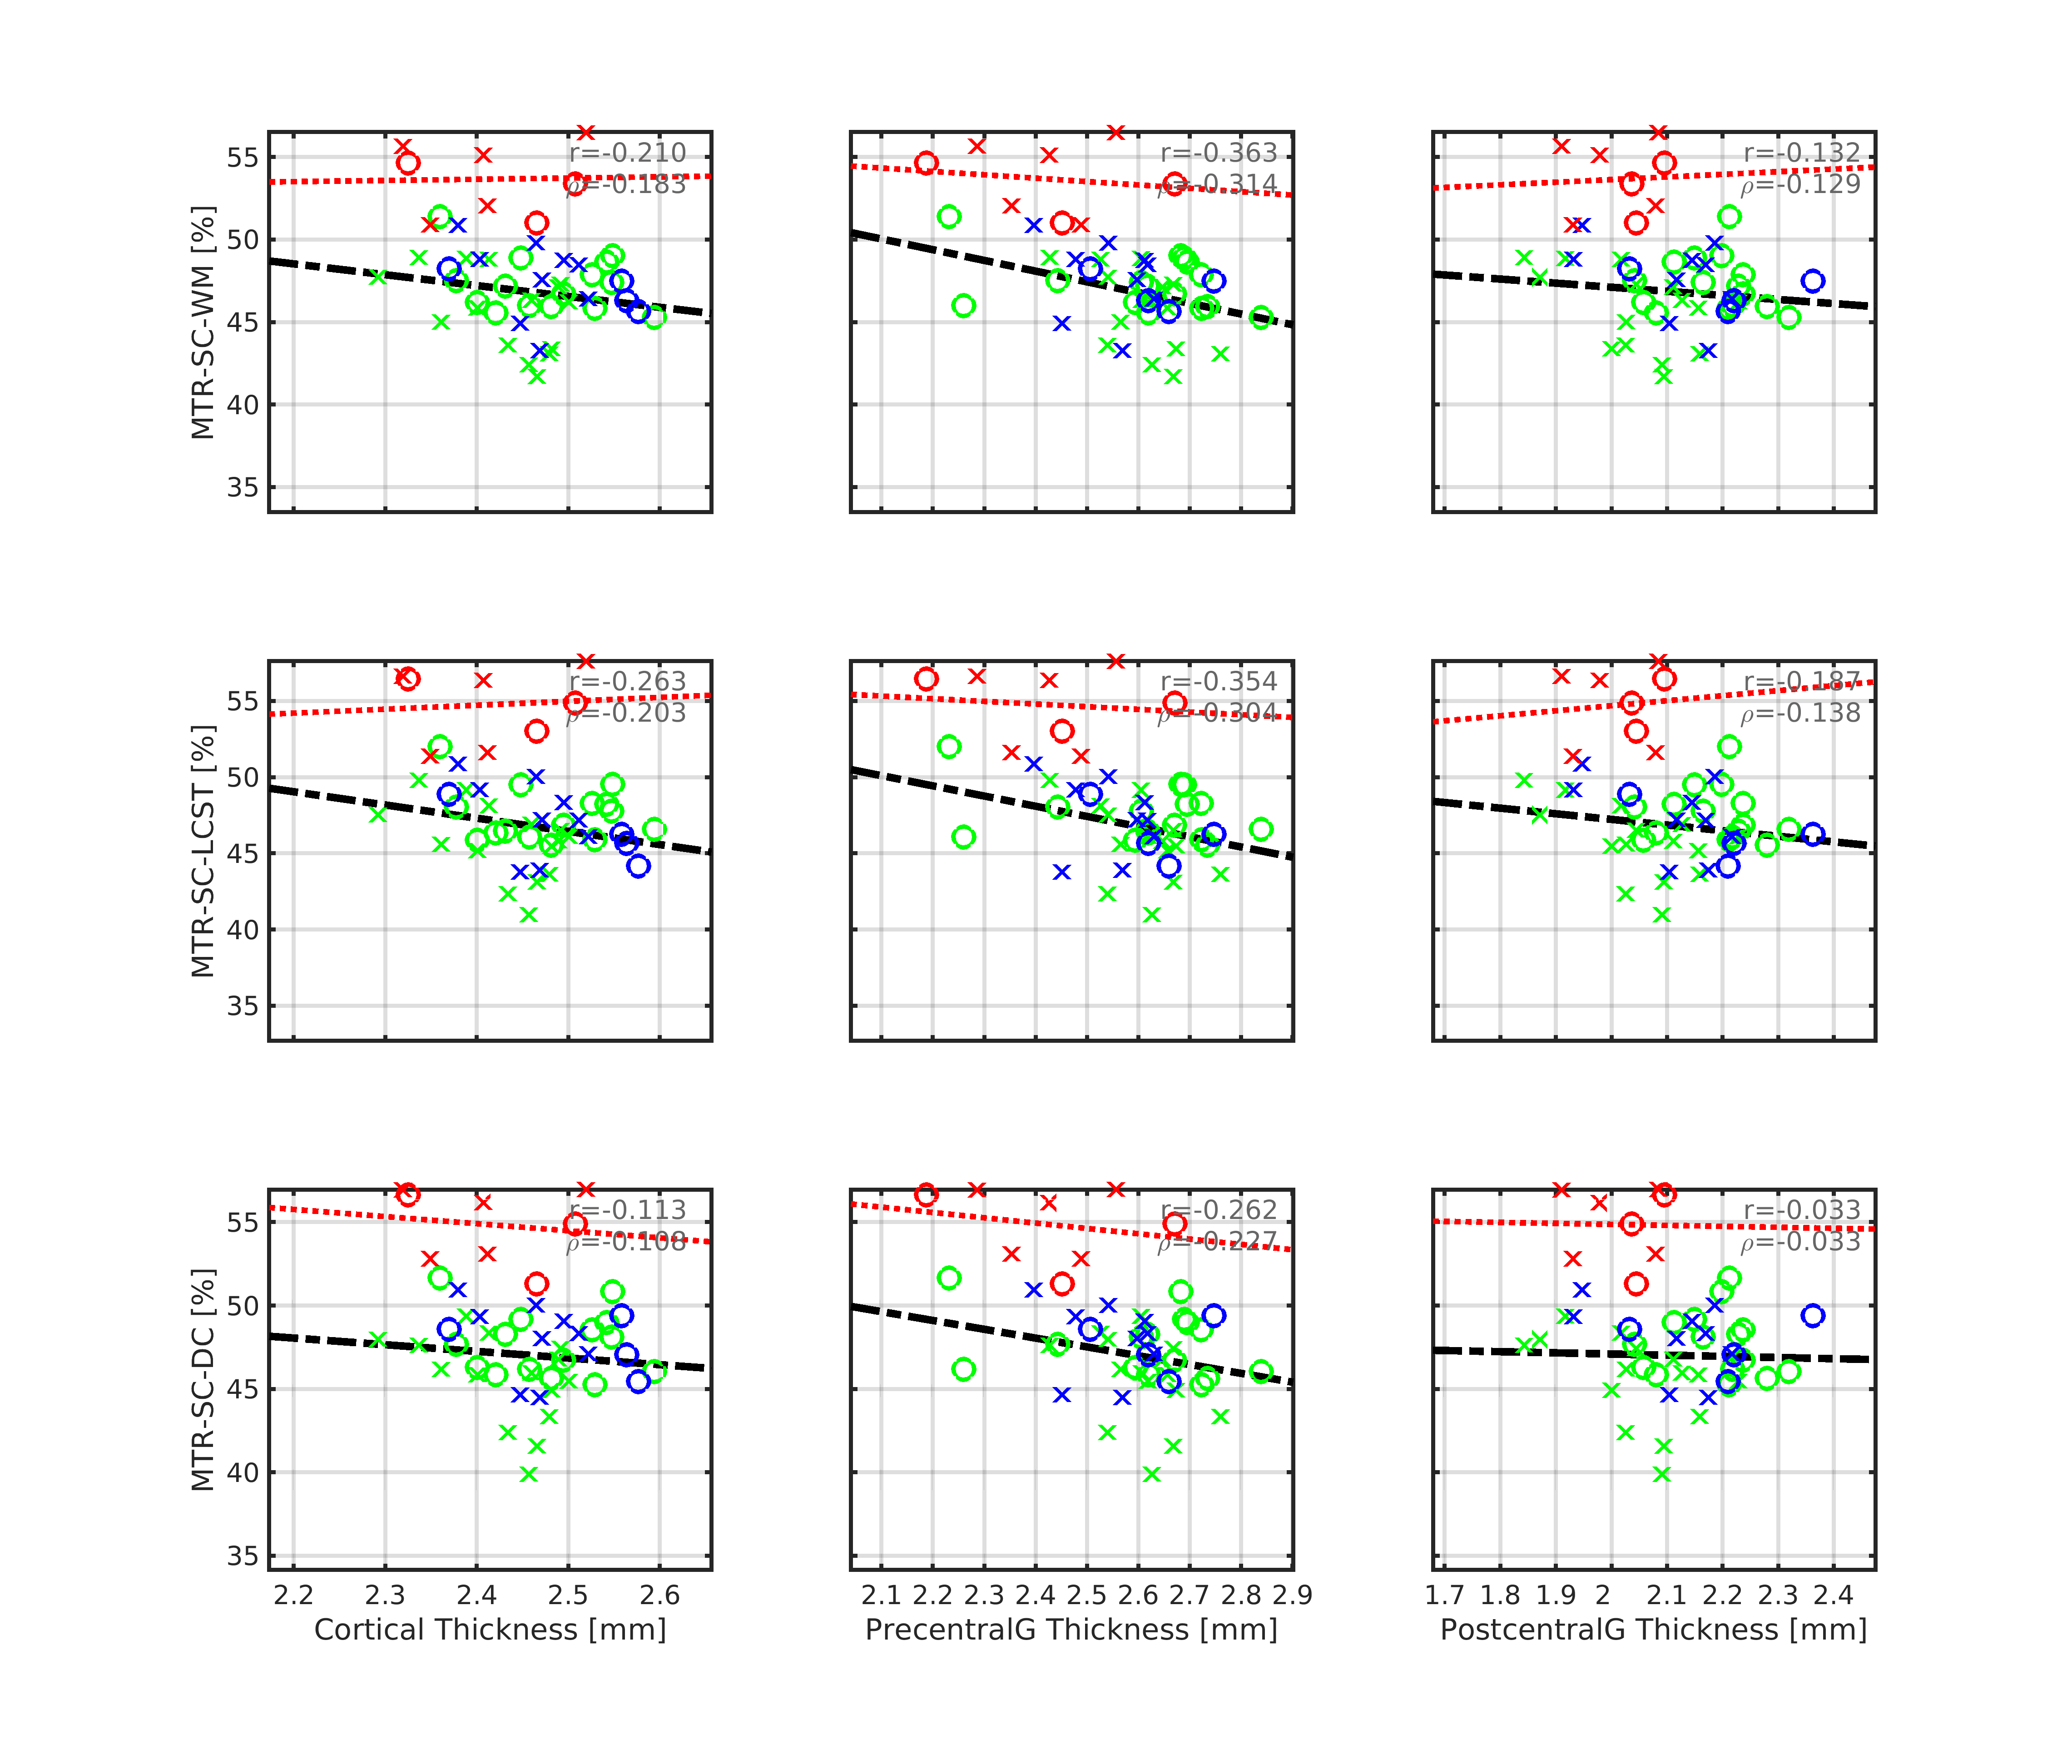 MTR-SC-WM [%]
55
50
45
40
35
r=-0.210
ρ=-0.183
r=-0.363
ρ=-0.314
r=-0.132
ρ=-0.129
MTR-SC-LCST [%]
55
50
45
40
35
r=-0.263
ρ=-0.203
r=-0.354
ρ=-0.304
r=-0.187
ρ=-0.138
MTR-SC-DC [%]
55
50
45
40
35
r=-0.113
ρ=-0.108
r=-0.262
ρ=-0.227
r=-0.033
ρ=-0.033
2.2 2.3 2.4 2.5 2.6
Cortical Thickness [mm]
2.1 2.2 2.3 2.4 2.5 2.6 2.7 2.8 2.9
PrecentralG Thickness [mm]
1.7 1.8 1.9 2 2.1 2.2 2.3 2.4
PostcentralG Thickness [mm]